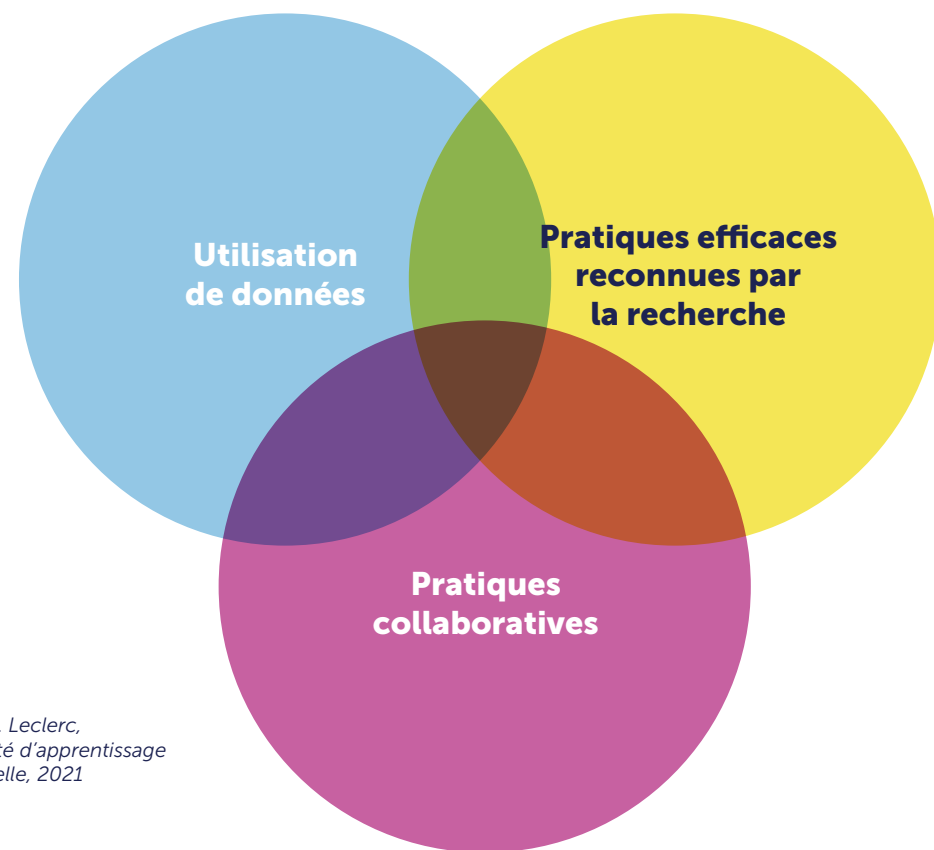 Utilisation
de données
Pratiques efficaces
reconnues par
la recherche
Pratiques
collaboratives
. Leclerc,
té d'apprentissage
elle, 2021